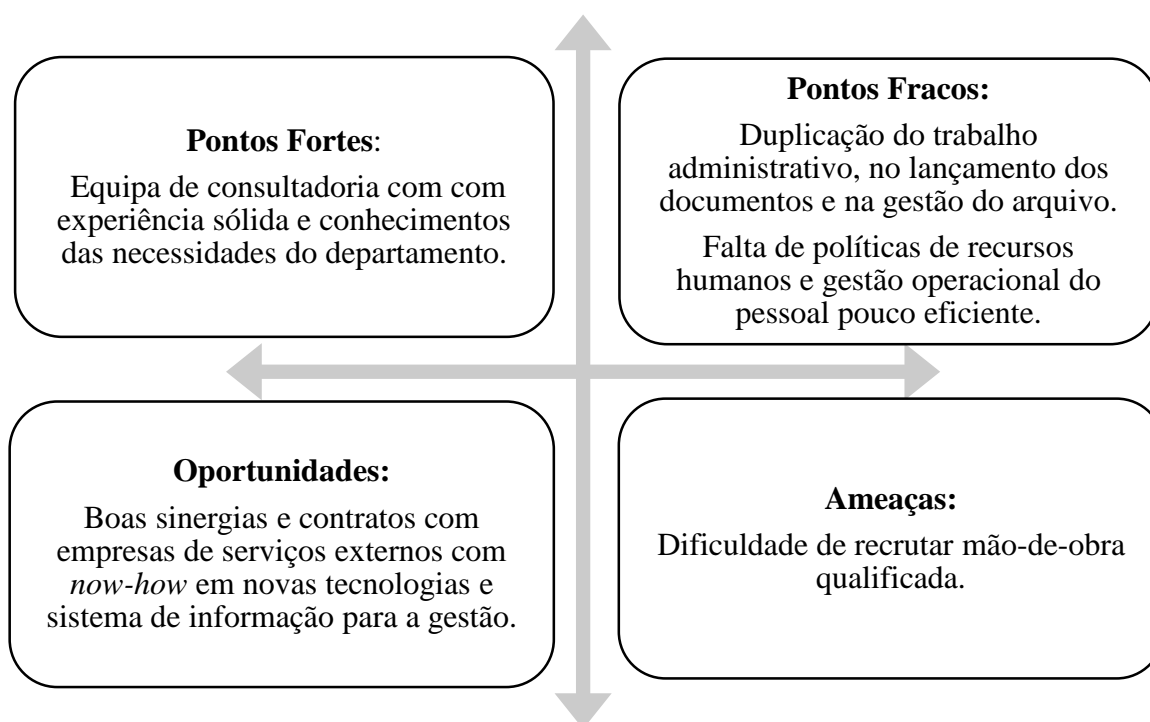 Pontos Fortes:
Equipa de consultadoria com com
experiência sólida e conhecimentos
das necessidades do departamento.
Pontos Fracos:
Duplicação do trabalho
administrativo, no lançamento dos
documentos e na gestão do arquivo.
Falta de políticas de recursos
humanos e gestão operacional do
pessoal pouco eficiente.
Oportunidades:
Boas sinergias e contratos com
empresas de serviços externos com
now-how em novas tecnologias e
sistema de informação para a gestão.
Ameaças:
Dificuldade de recrutar mão-de-obra
qualificada.